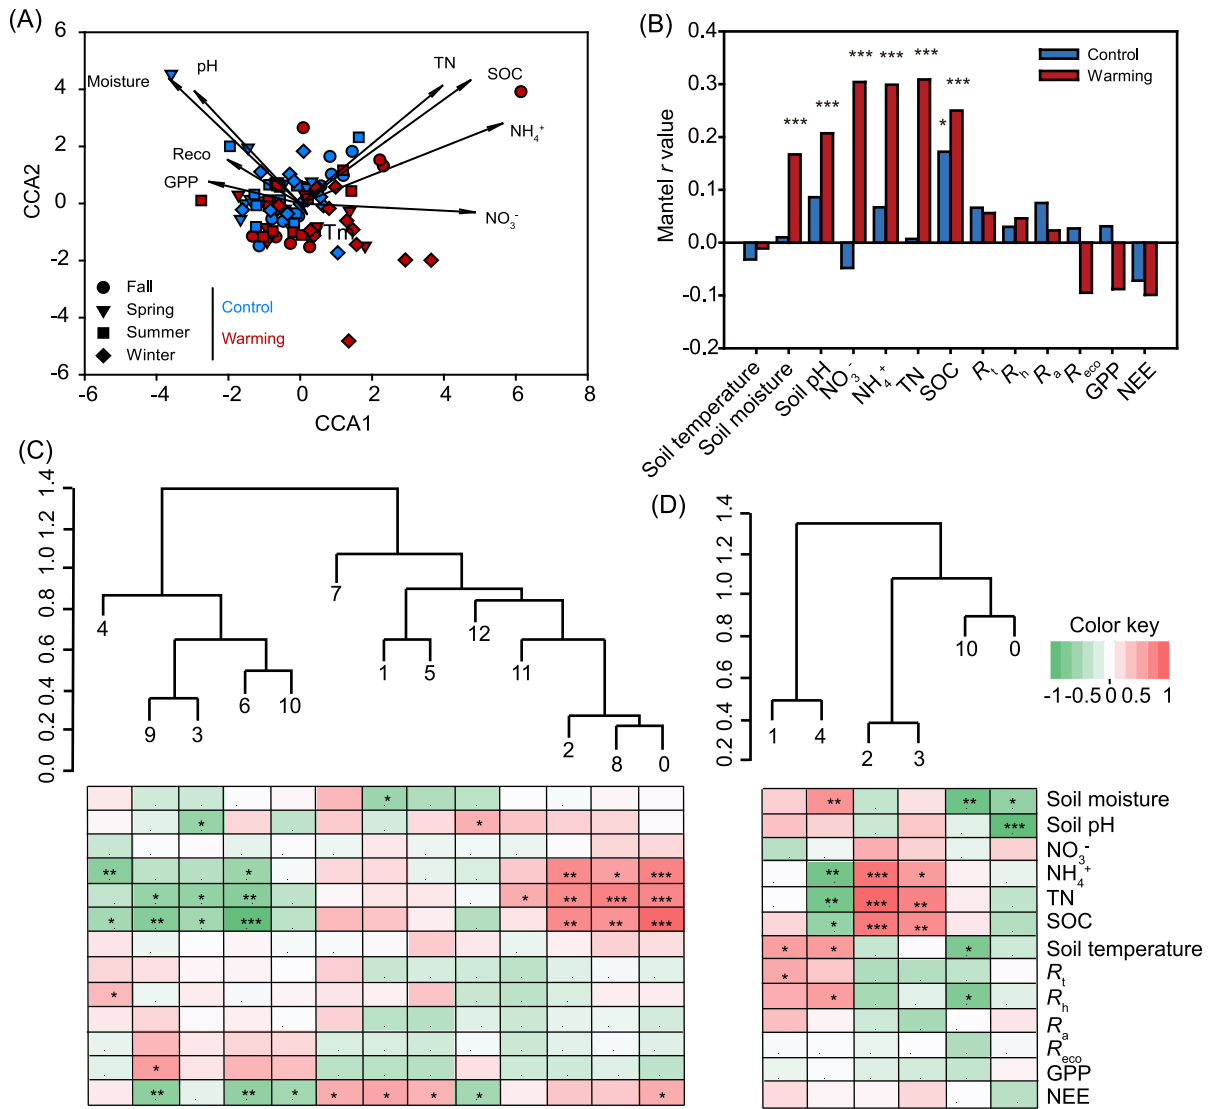 (A)
6
4
2
0
-2
-4
-6
CCA2
-6
-4
-2
0
2
4
6
8
CCA1
Moisture
pH
TN
SOC
NH₄⁺
Reco
GPP
NO₃⁻
Tm
Fall
Spring
Summer
Winter
Control
Warming
(B)
0.4
0.3
0.2
0.1
0.0
-0.1
-0.2
Mantel r value
Control
Warming
***
***
***
***
***
*
***
Soil temperature
Soil moisture
Soil pH
NO₃⁻
NH₄⁺
TN
SOC
Rt
Rh
Ra
Reco
GPP
NEE
(C)
1.4
1.2
1.0
0.8
0.6
0.4
0.2
0.0
4
9
3
6
10
7
1
5
12
11
2
8
0
*
* *
** * ** * ***
* * ** * ** *** ***
* ** * *** ** ** ***
*
*
** ** * * * * * *
(D)
1.4
1.2
1.0
0.8
0.6
0.4
0.2
1
4
2
3
10
0
Color key
-1 -0.5 0 0.5 1
** ** * Soil moisture
*** Soil pH
NO₃⁻
** *** * NH₄⁺
** *** ** TN
* *** ** SOC
* * * Soil temperature
* Rt
* * Rh
Ra
Reco
GPP
NEE